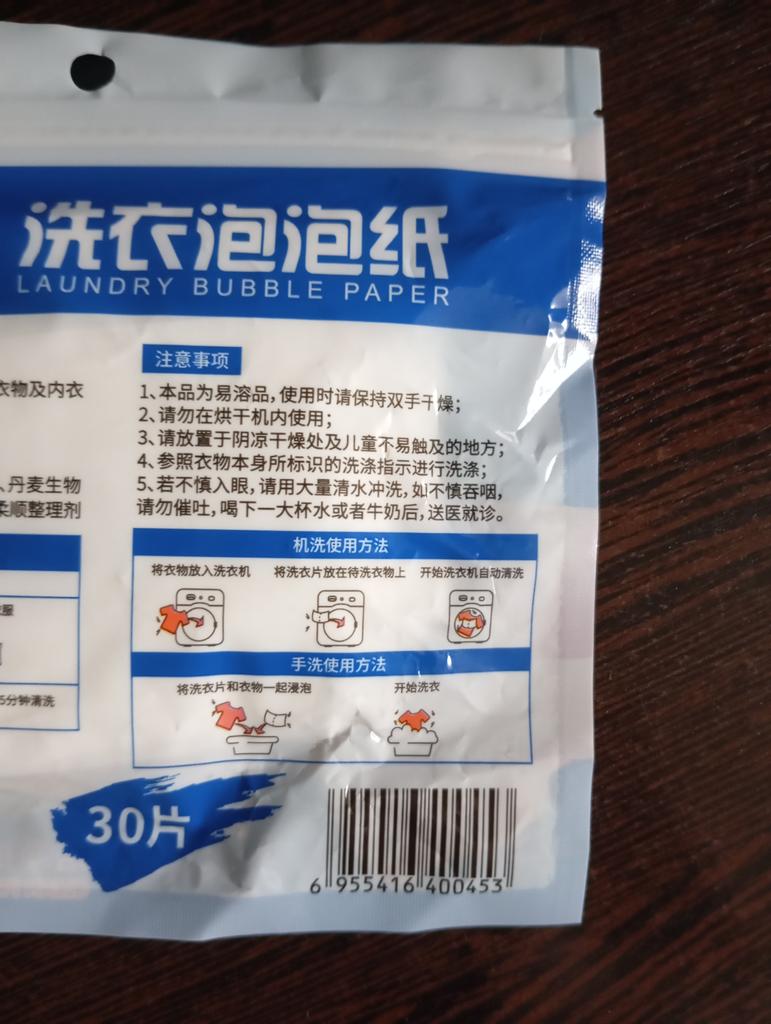 洗衣泡泡纸
LAUNDRY BUBBLE PAPER
注意事项
衣物及内衣
、丹麦生物
柔顺整理剂
1、本品为易溶品,使用时请保持双手干燥;
2、请勿在烘干机内使用;
3、请放置于阴凉干燥处及儿童不易触及的地方;
4、参照衣物本身所标识的洗涤指示进行洗涤;
5、若不慎入眼,请用大量清水冲洗,如不慎吞咽,
请勿催吐,喝下一大杯水或者牛奶后,送医就诊。
5分钟清洗
机洗使用方法
将衣物放入洗衣机
将洗衣片放在待洗衣物上
开始洗衣机自动清洗
手洗使用方法
将洗衣片和衣物一起浸泡
开始洗衣
30片
6 955416 400453